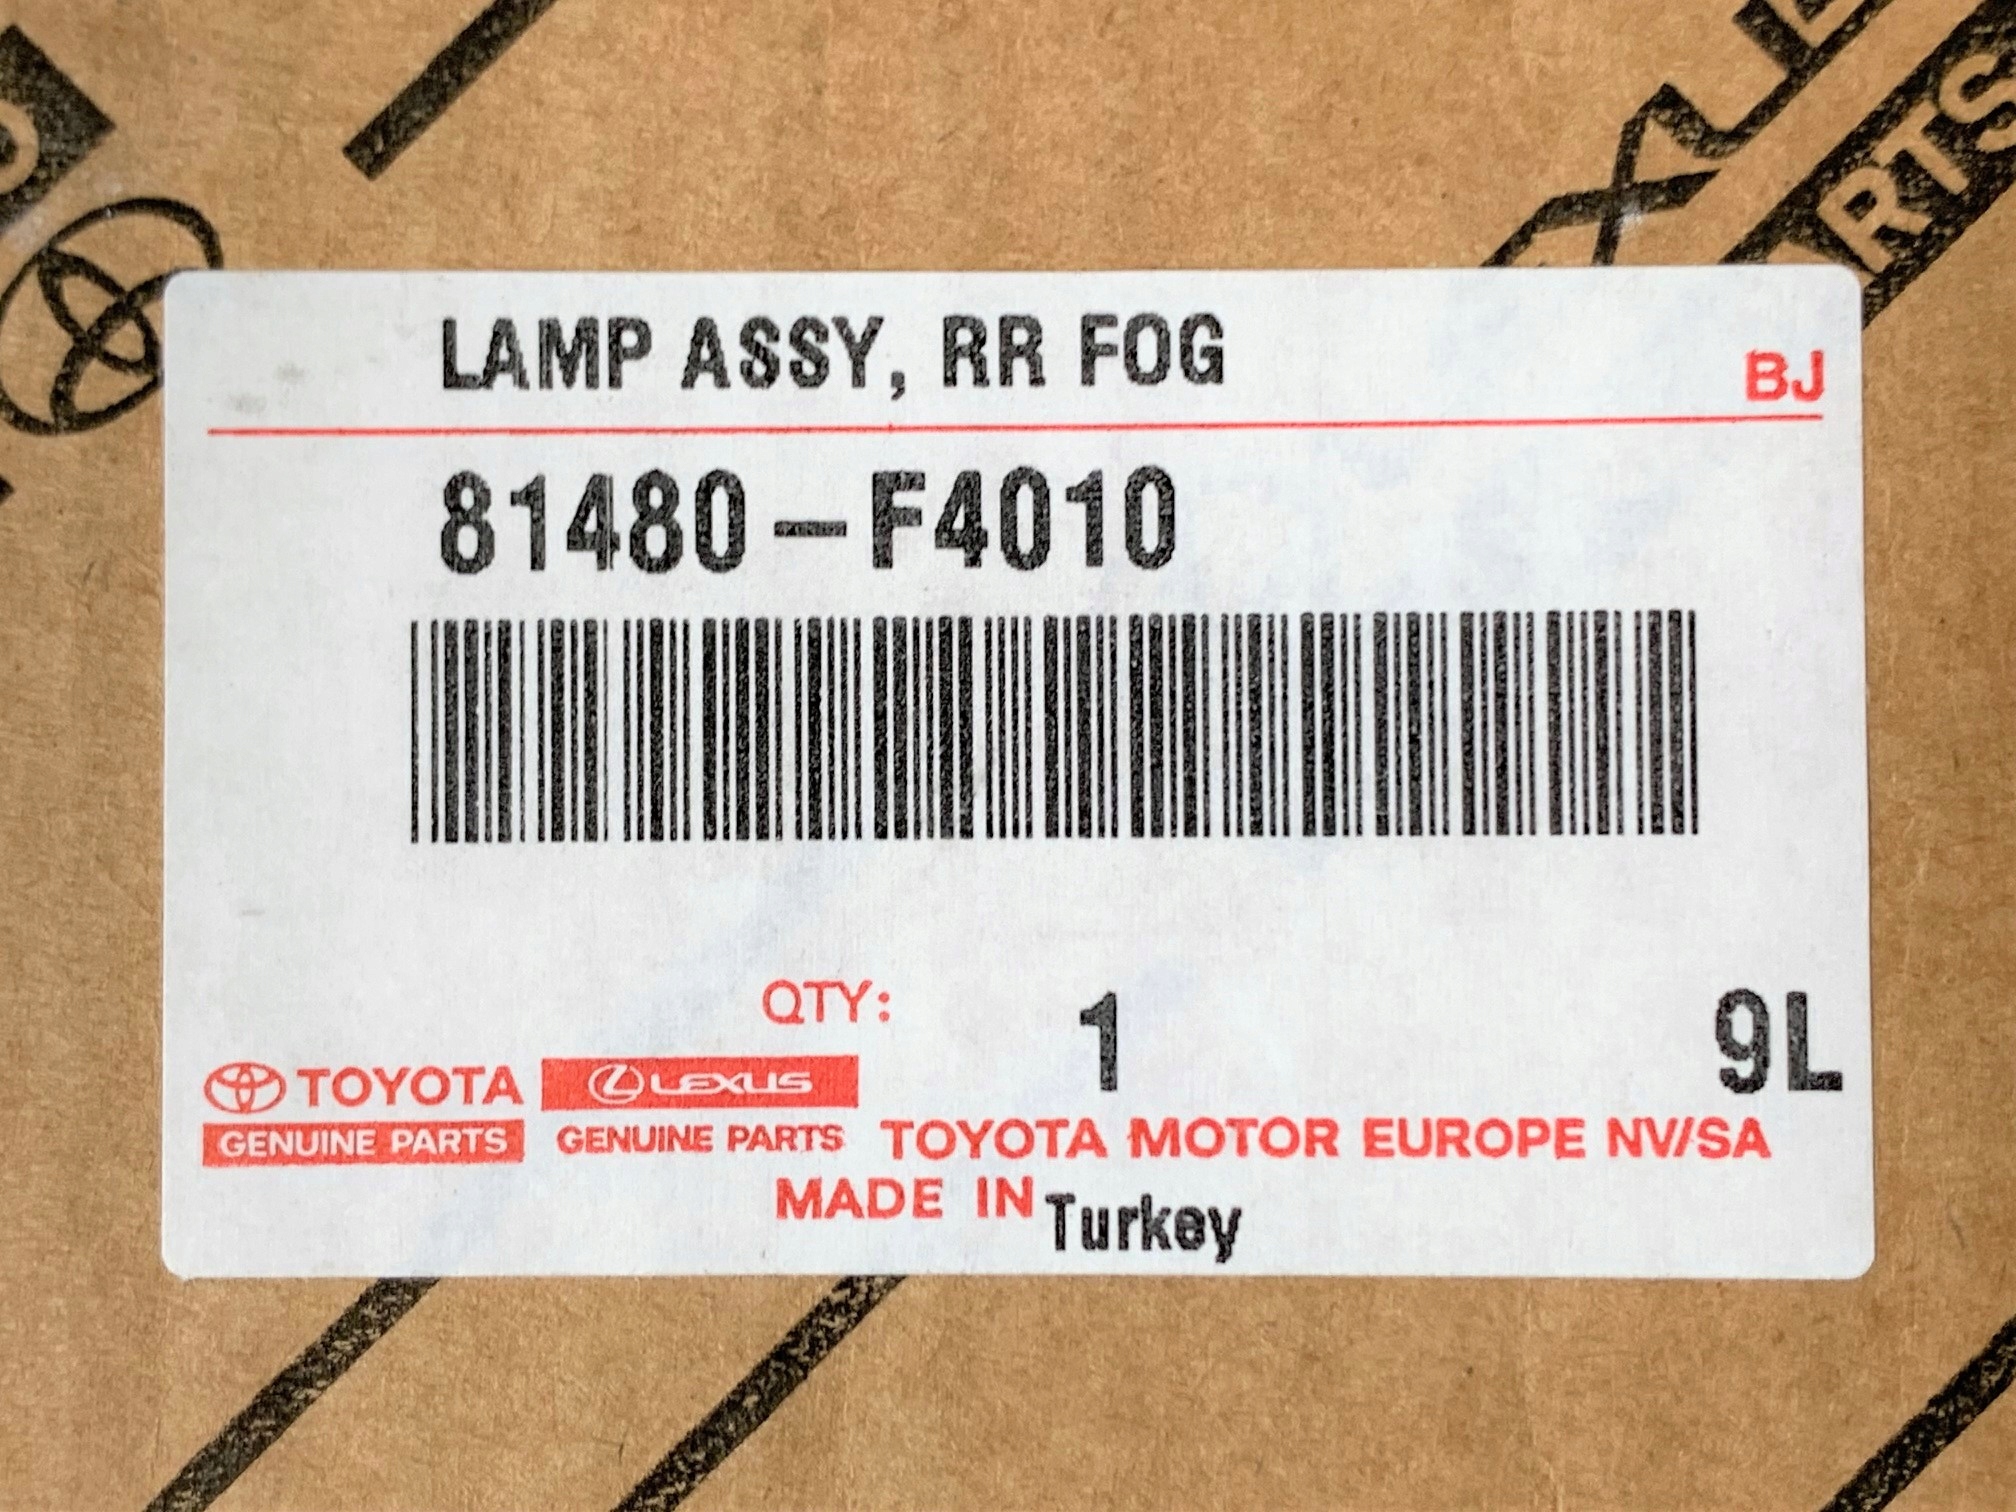 LAMP ASSY, RR FOG
BJ
81480-F4010
QTY: 1 9L
TOYOTA LEXUS
GENUINE PARTS GENUINE PARTS TOYOTA MOTOR EUROPE NV/SA
MADE IN Turkey